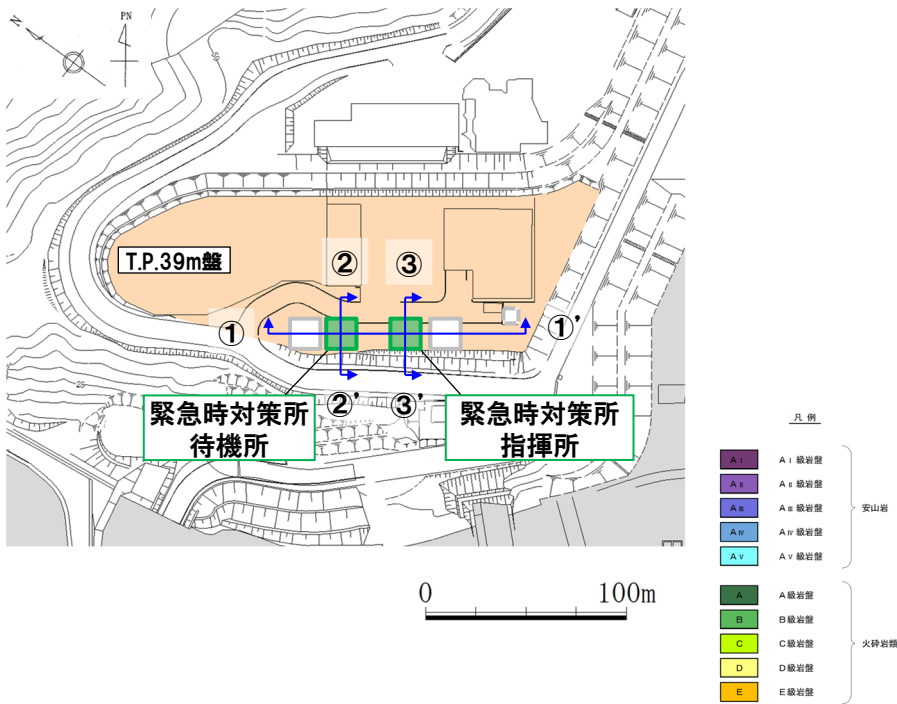 N
PN
50
T.P.39m盤
②
③
①
①’
②’
③’
25
緊急時対策所
待機所
緊急時対策所
指揮所
0 100m
凡 例
AⅠ AⅠ級岩盤
AⅡ AⅡ級岩盤
AⅢ AⅢ級岩盤
AⅣ AⅣ級岩盤
AⅤ AⅤ級岩盤
安山岩
A A級岩盤
B B級岩盤
C C級岩盤
D D級岩盤
E E級岩盤
火砕岩類